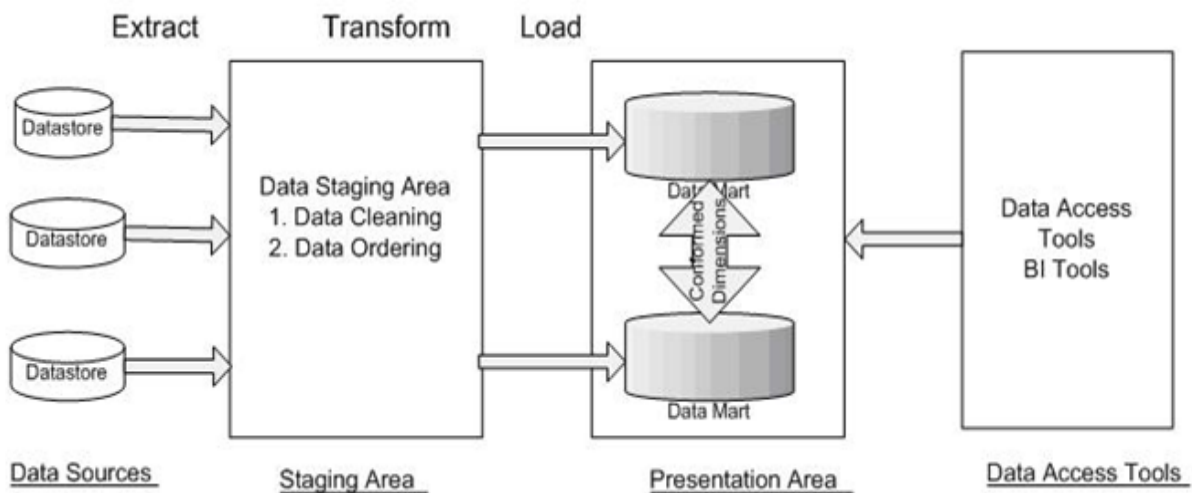 Extract
Transform
Load
Datastore
Datastore
Datastore
Data Staging Area
1. Data Cleaning
2. Data Ordering
Data Mart
Conformed
Dimensions
Data Mart
Data Access
Tools
BI Tools
Data Sources
Staging Area
Presentation Area
Data Access Tools